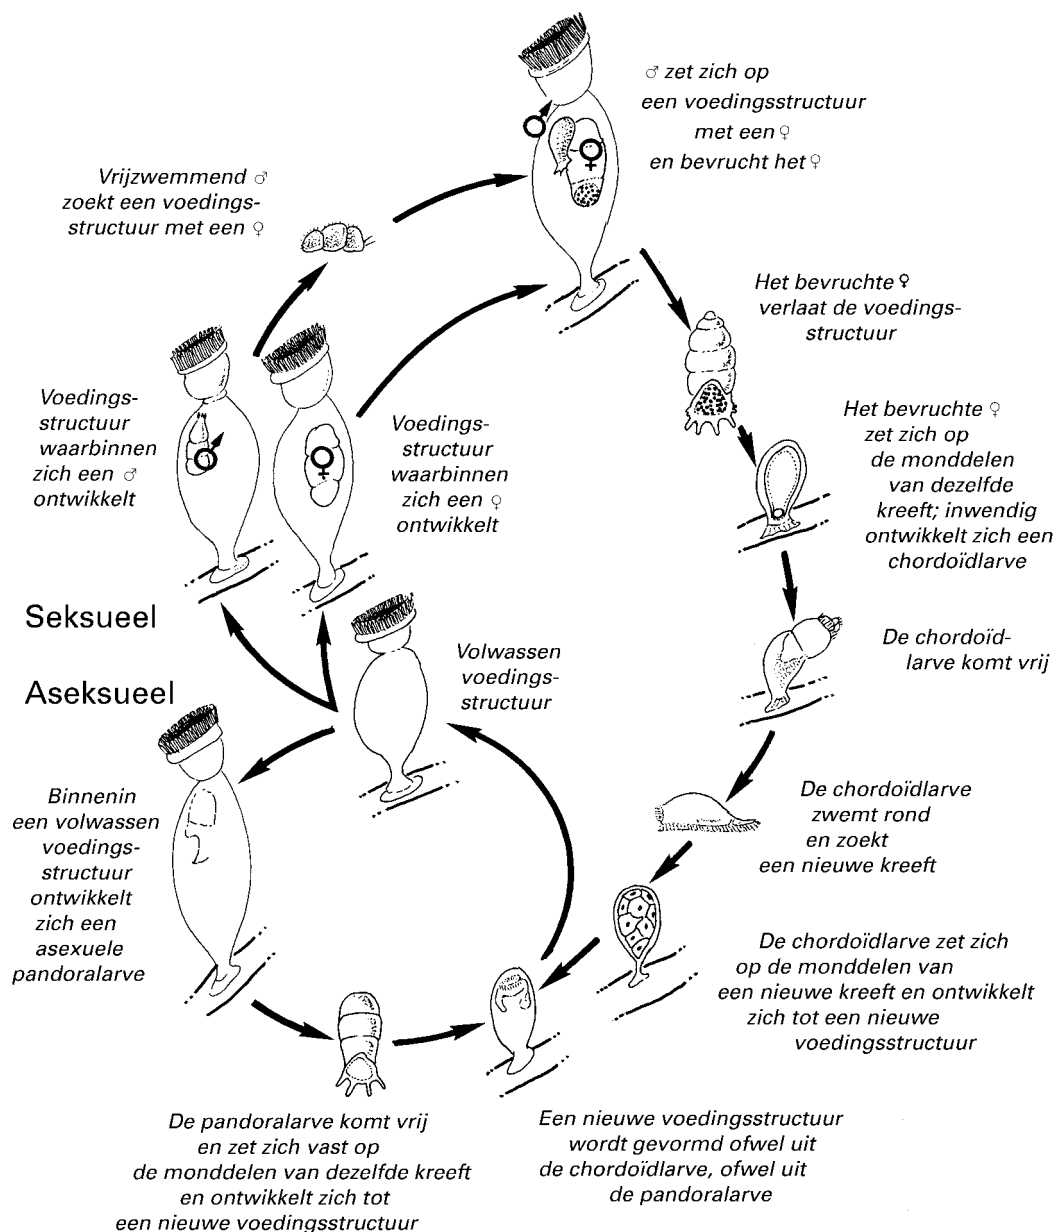 ♂ zet zich op
een voedingsstructuur
met een ♀
en bevrucht het ♀
Vrijzwemmend ♂
zoekt een voedings-
structuur met een ♀
Het bevruchte ♀
verlaat de voedings-
structuur
Voedings-
structuur
waarbinnen
zich een ♂
ontwikkelt
Voedings-
structuur
waarbinnen
zich een ♀
ontwikkelt
Het bevruchte ♀
zet zich op
de monddelen
van dezelfde
kreeft; inwendig
ontwikkelt zich een
chordoïdlarve
Seksueel
Aseksueel
Volwassen
voedings-
structuur
De chordoïd-
larve komt vrij
Binnenin
een volwassen
voedings-
structuur
ontwikkelt
zich een
asexuele
pandoralarve
De chordoïdlarve
zwemt rond
en zoekt
een nieuwe kreeft
De chordoïdlarve zet zich
op de monddelen van
een nieuwe kreeft en ontwikkelt
zich tot een nieuwe
voedingsstructuur
De pandoralarve komt vrij
en zet zich vast op
de monddelen van dezelfde kreeft
en ontwikkelt zich tot
een nieuwe voedingsstructuur
Een nieuwe voedingsstructuur
wordt gevormd ofwel uit
de chordoïdlarve, ofwel uit
de pandoralarve